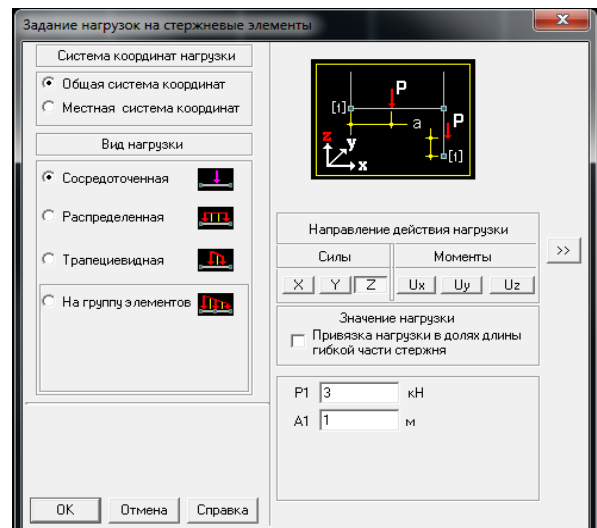 Задание нагрузок на стержневые элементы
Система координат нагрузки
Общая система координат
Местная система координат
Вид нагрузки
Сосредоточенная
Распределенная
Трапециевидная
На группу элементов
P
[1]
a
P
[1]
z
y
x
Направление действия нагрузки
Силы
Моменты
X
Y
Z
Ux
Uy
Uz
>>
Значение нагрузки
Привязка нагрузки в долях длины
гибкой части стержня
P1 3 кН
A1 1 м
OK
Отмена
Справка